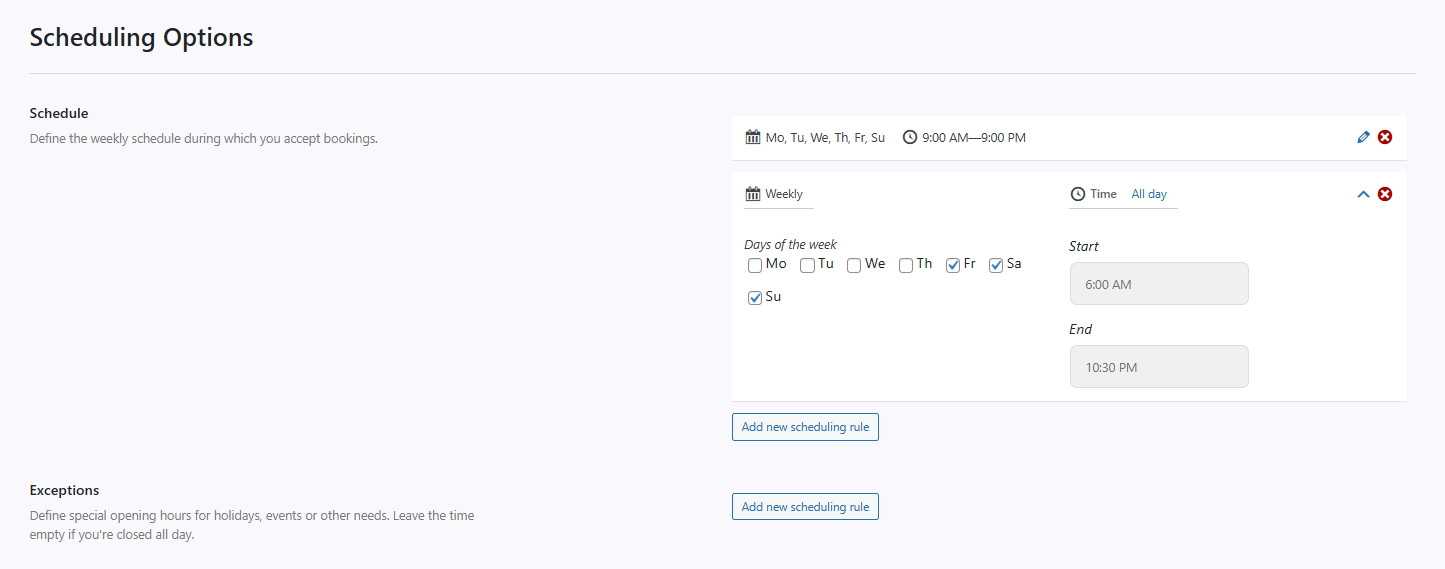 Scheduling Options
Schedule
Define the weekly schedule during which you accept bookings.
Mo, Tu, We, Th, Fr, Su 9:00 AM—9:00 PM
Weekly
Time All day
Days of the week
Mo Tu We Th Fr Sa
Su
Start
6:00 AM
End
10:30 PM
Add new scheduling rule
Exceptions
Define special opening hours for holidays, events or other needs. Leave the time
empty if you're closed all day.
Add new scheduling rule